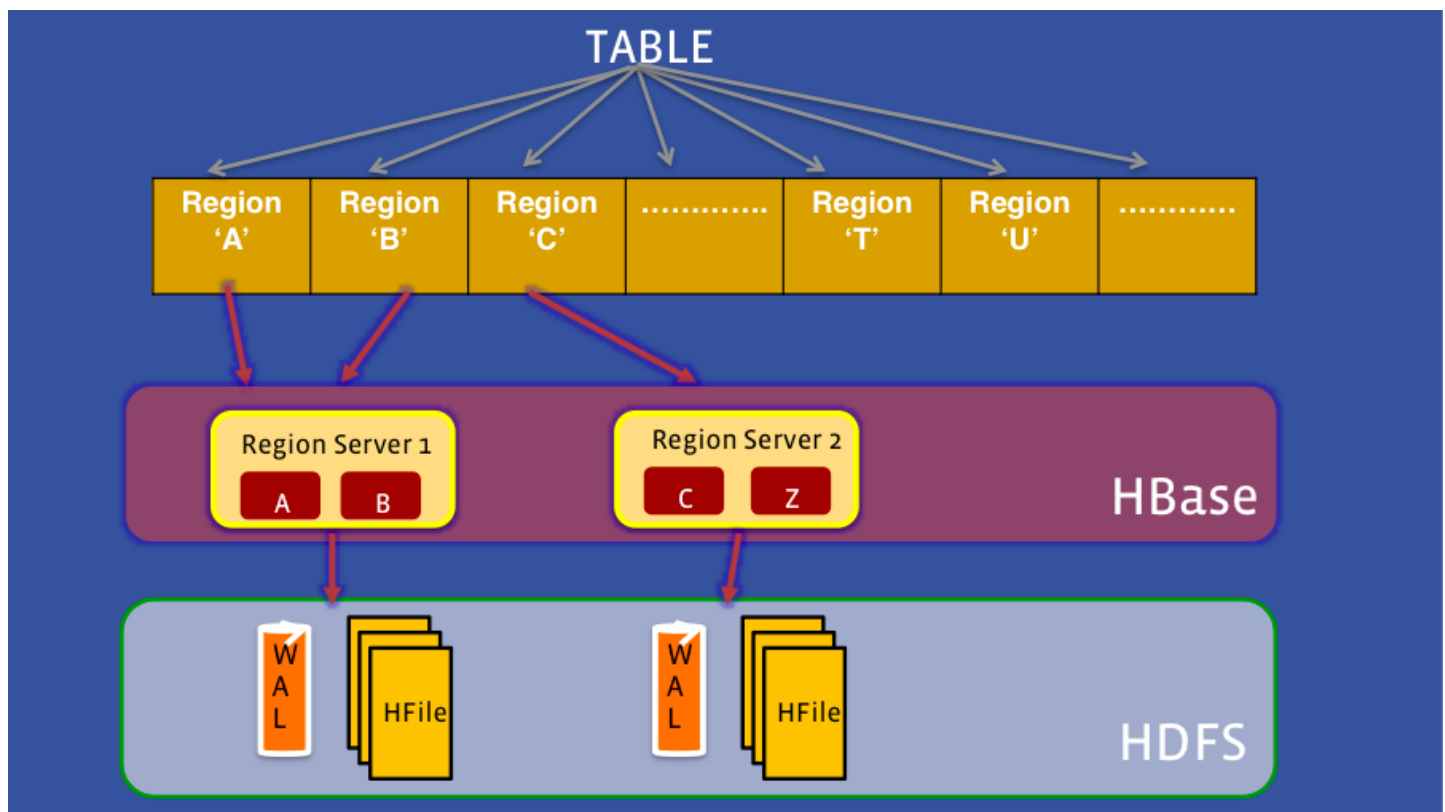 TABLE
Region 'A'
Region 'B'
Region 'C'
.............
Region 'T'
Region 'U'
............
Region Server 1
A B
Region Server 2
C Z
HBase
W
A
L
HFile
W
A
L
HFile
HDFS